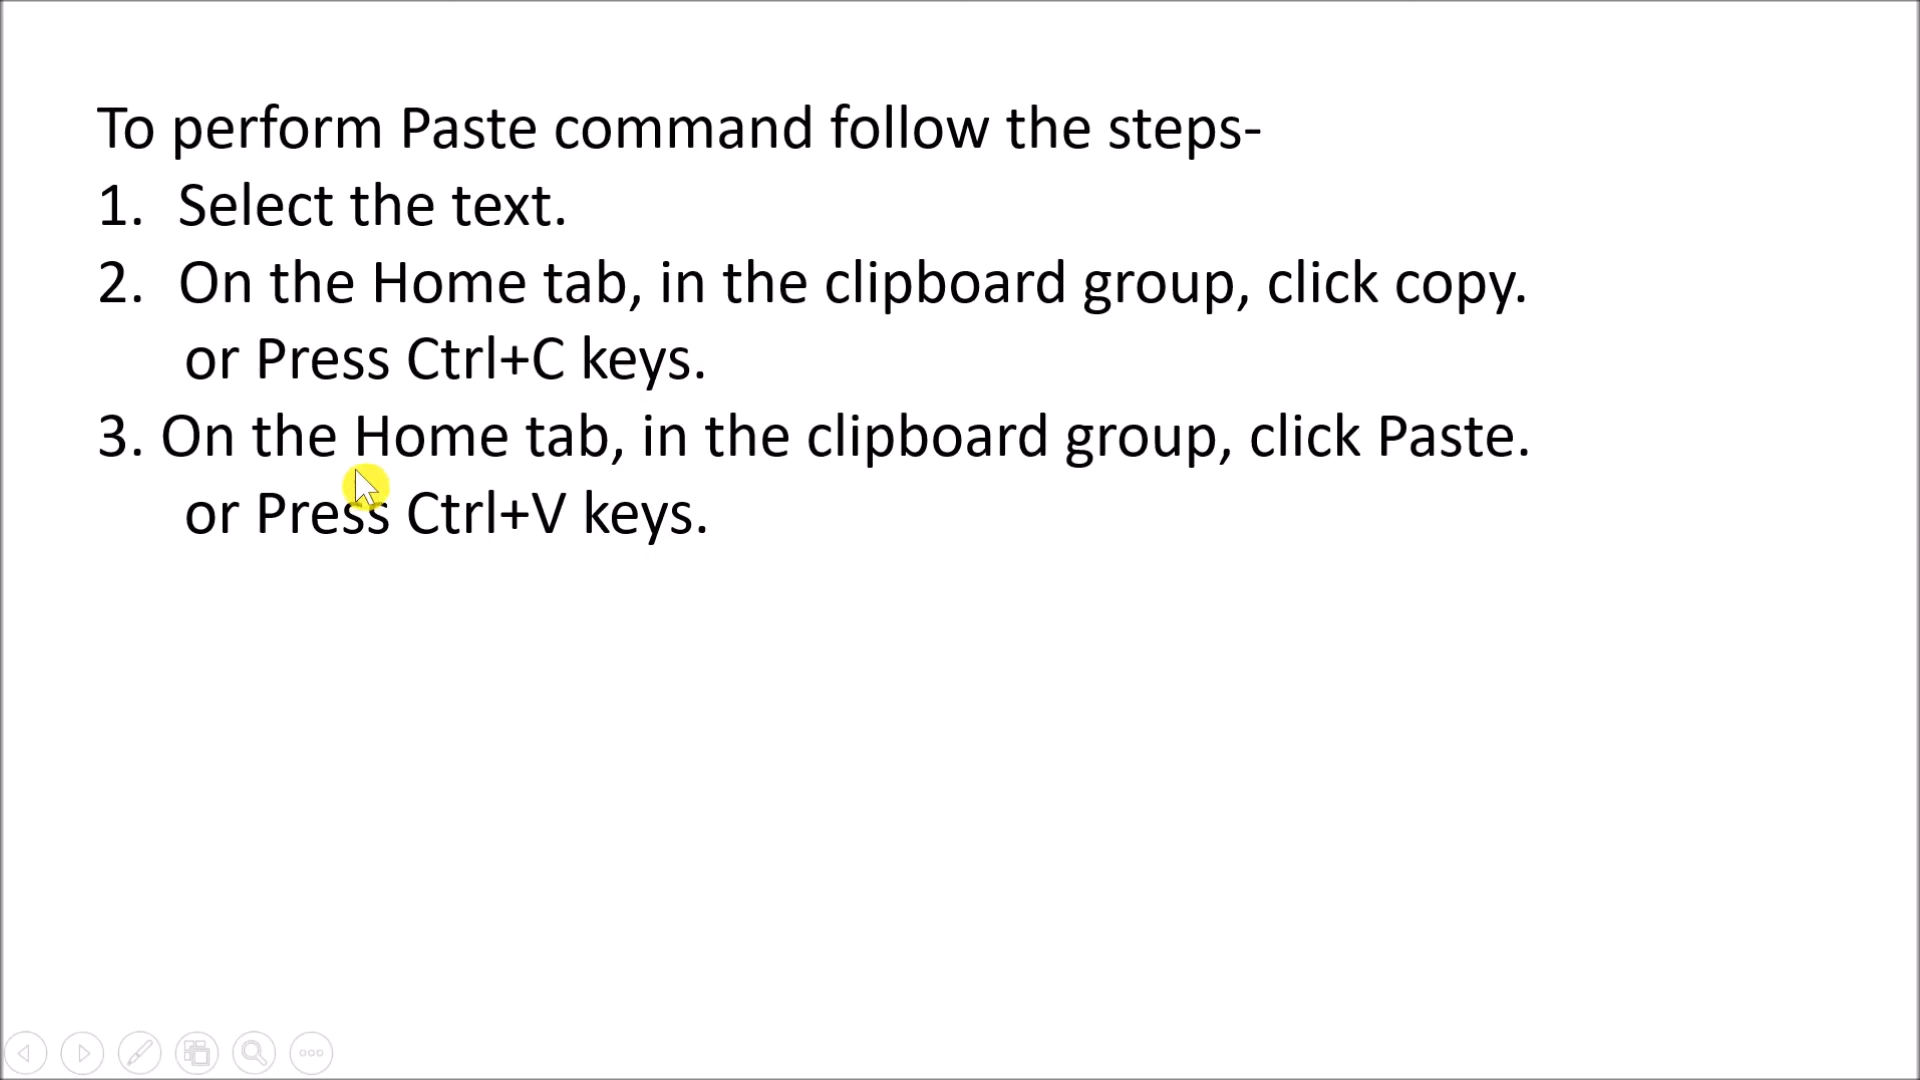 To perform Paste command follow the steps-
1. Select the text.
2. On the Home tab, in the clipboard group, click copy.
or Press Ctrl+C keys.
3. On the Home tab, in the clipboard group, click Paste.
or Press Ctrl+V keys.